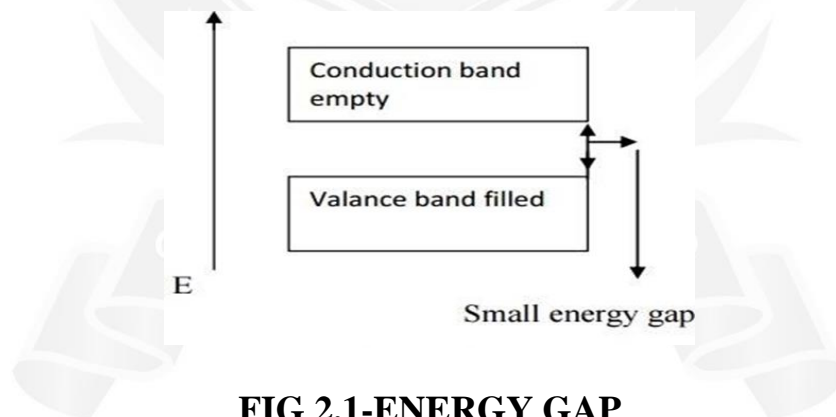 Conduction band
empty
Valance band filled
E
Small energy gap
FIG 2.1-ENERGY GAP